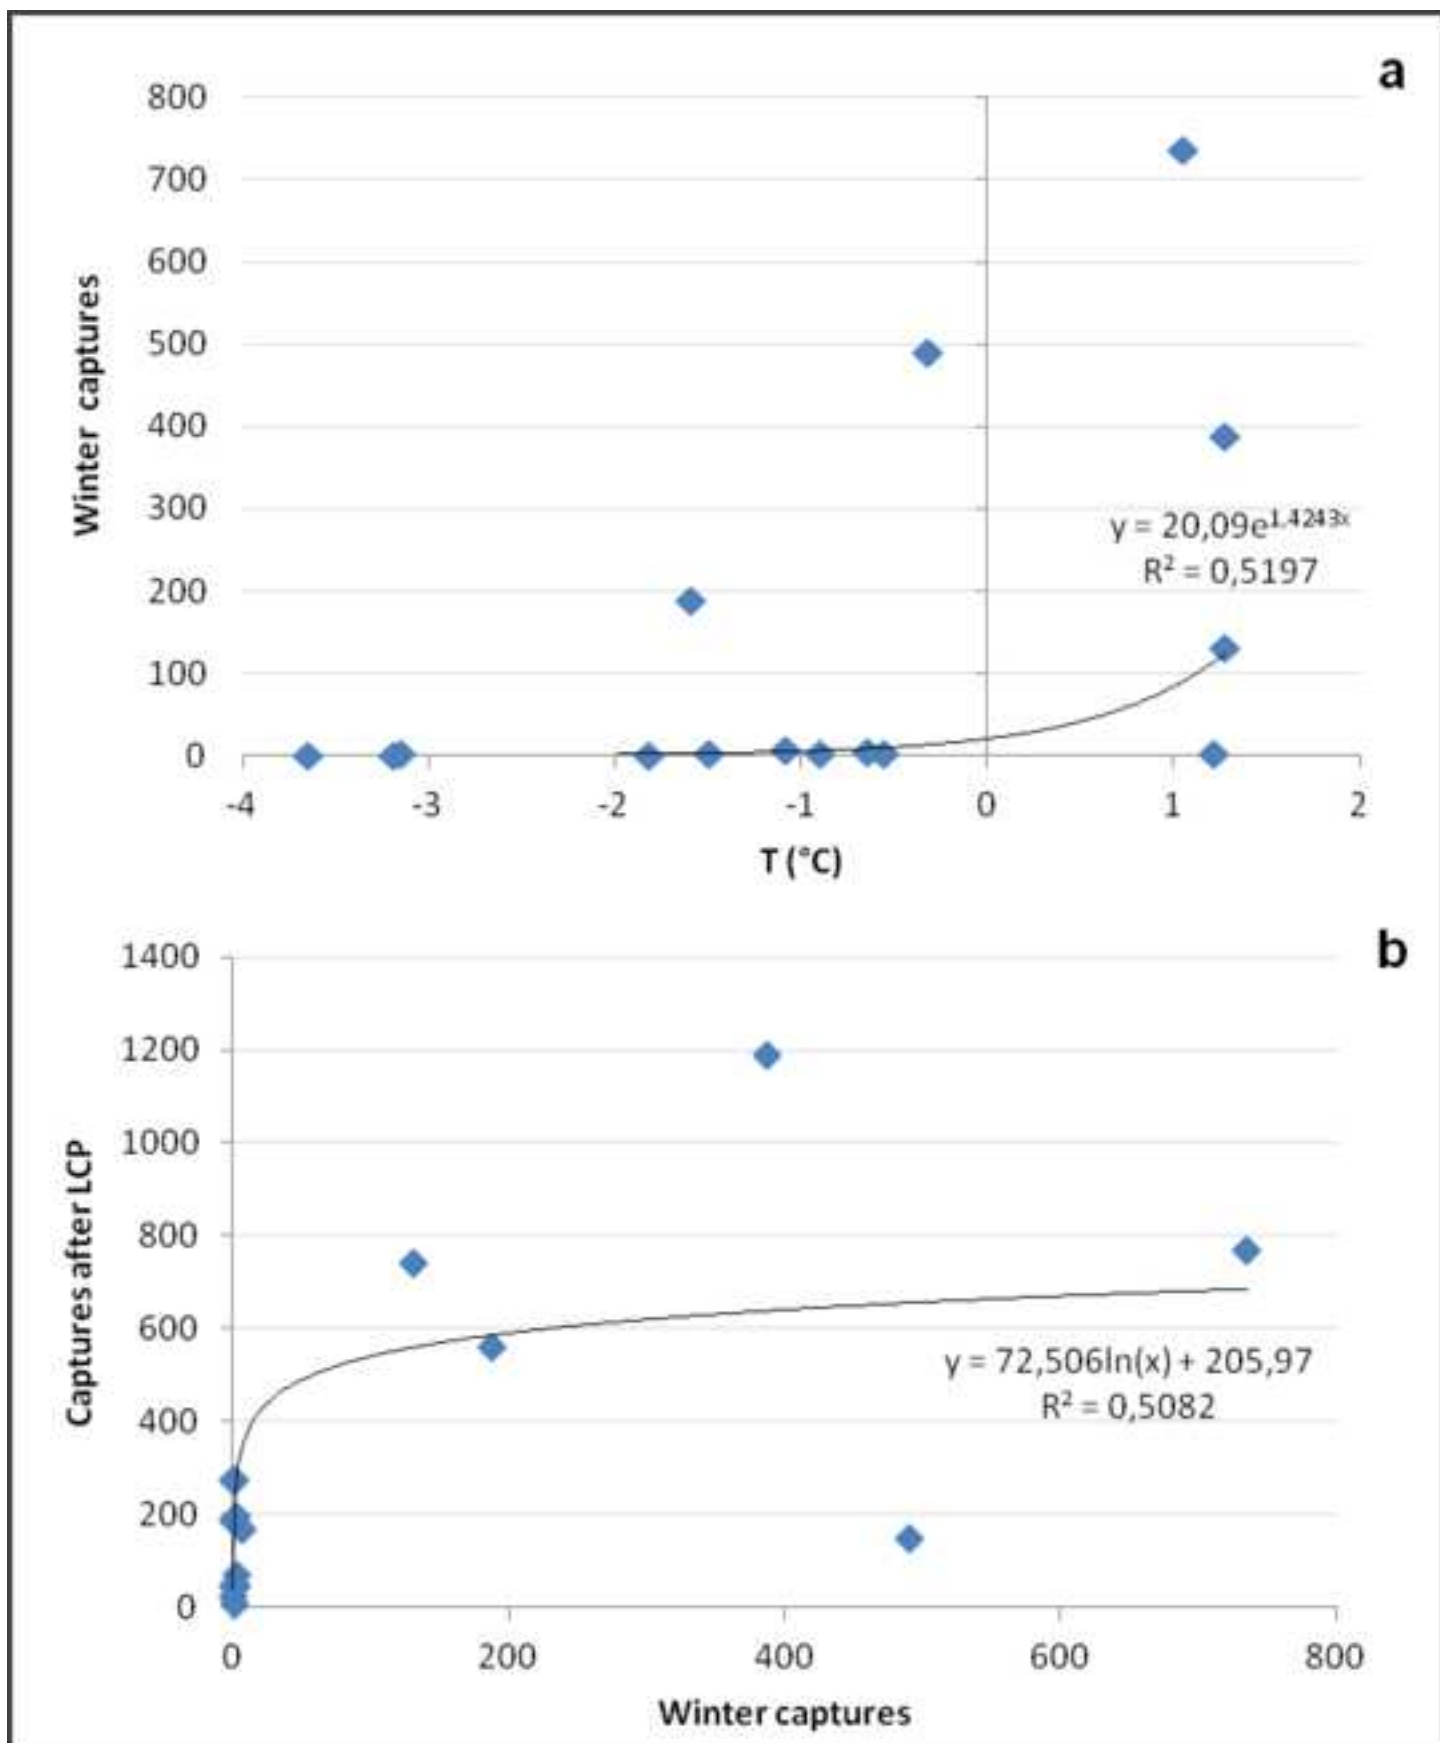 a
800
700
600
500
400
300
200
100
0
Winter captures
y = 20,09e^1.4243x
R² = 0,5197
-4 -3 -2 -1 0 1 2
T (°C)
b
1400
1200
1000
800
600
400
200
0
Captures after LCP
y = 72,506ln(x) + 205,97
R² = 0,5082
0 200 400 600 800
Winter captures